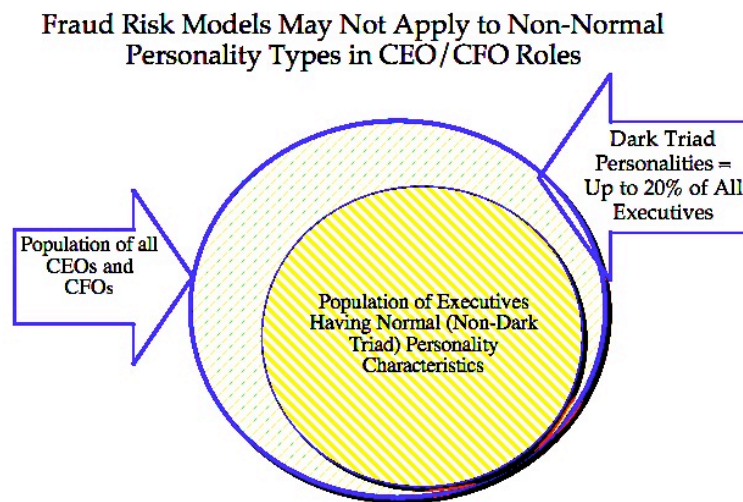 Fraud Risk Models May Not Apply to Non-Normal
Personality Types in CEO/CFO Roles
Dark Triad
Personalities =
Up to 20% of All
Executives
Population of all
CEOs and
CFOs
Population of Executives
Having Normal (Non-Dark
Triad) Personality
Characteristics